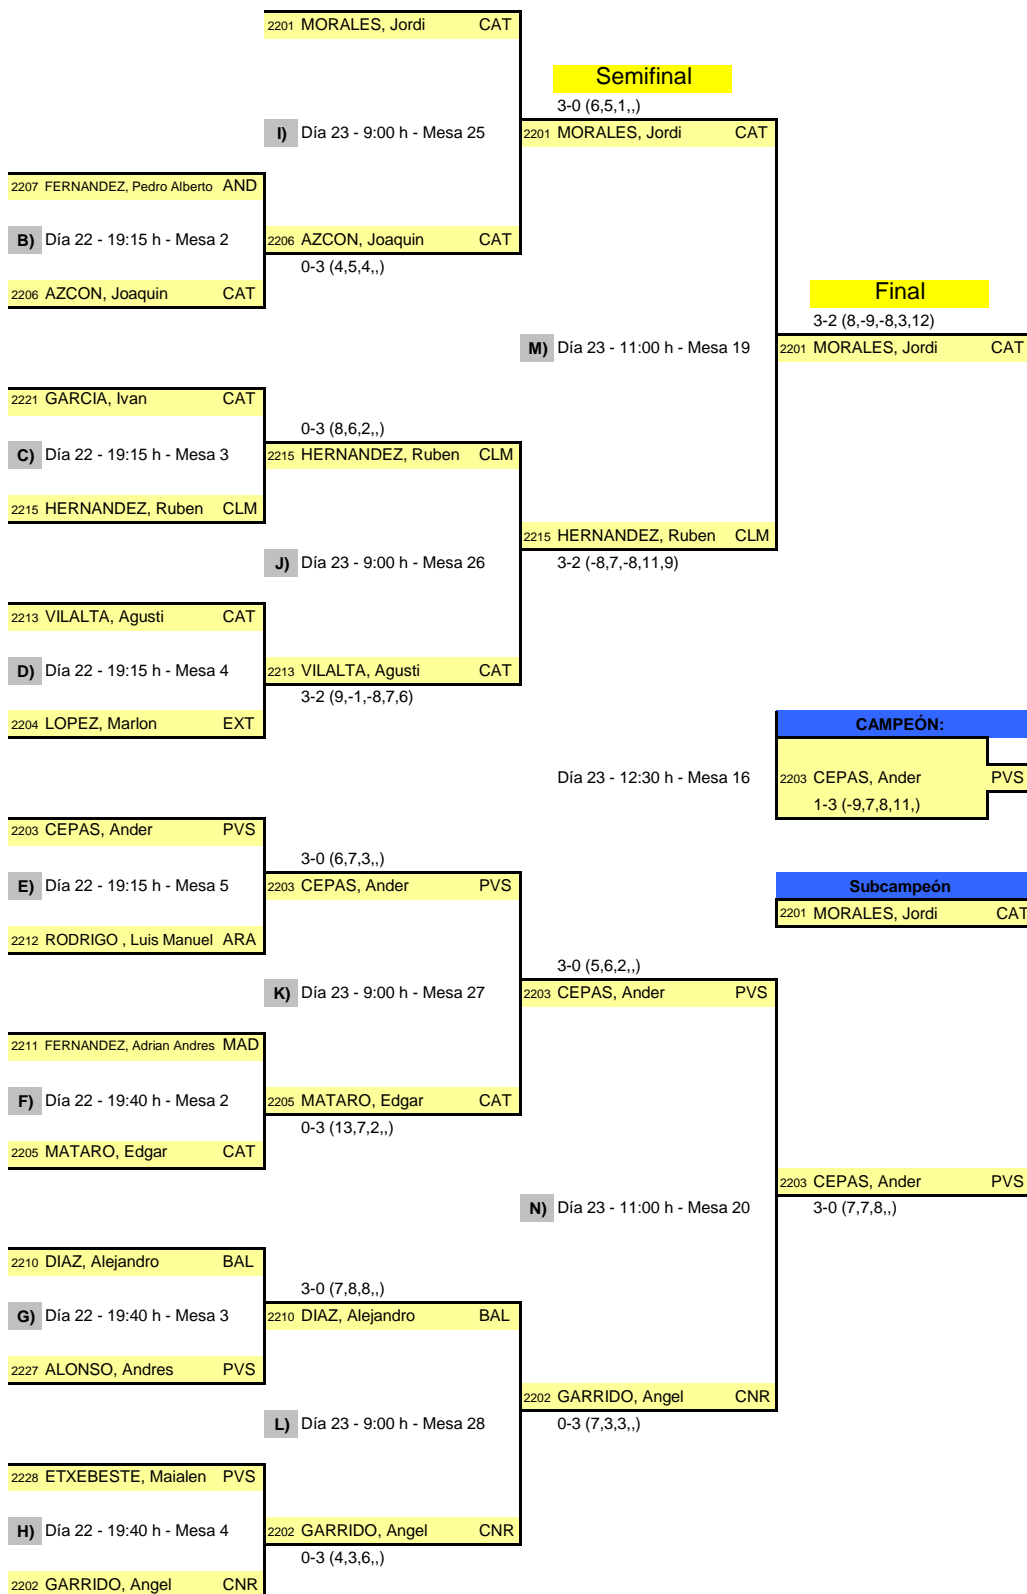 2201 MORALES, Jordi CAT
Semifinal
3-0 (6,5,1,,)
I) Día 23 - 9:00 h - Mesa 25
2201 MORALES, Jordi CAT
2207 FERNANDEZ, Pedro Alberto AND
B) Día 22 - 19:15 h - Mesa 2
2206 AZCON, Joaquin CAT
0-3 (4,5,4,,)
2206 AZCON, Joaquin CAT
Final
3-2 (8,-9,-8,3,12)
M) Día 23 - 11:00 h - Mesa 19
2201 MORALES, Jordi CAT
2221 GARCIA, Ivan CAT
0-3 (8,6,2,,)
C) Día 22 - 19:15 h - Mesa 3
2215 HERNANDEZ, Ruben CLM
2215 HERNANDEZ, Ruben CLM
2215 HERNANDEZ, Ruben CLM
J) Día 23 - 9:00 h - Mesa 26
3-2 (-8,7,-8,11,9)
2213 VILALTA, Agusti CAT
D) Día 22 - 19:15 h - Mesa 4
2213 VILALTA, Agusti CAT
3-2 (9,-1,-8,7,6)
2204 LOPEZ, Marlon EXT
CAMPEÓN:
Día 23 - 12:30 h - Mesa 16
2203 CEPAS, Ander PVS
1-3 (-9,7,8,11,)
2203 CEPAS, Ander PVS
3-0 (6,7,3,,)
E) Día 22 - 19:15 h - Mesa 5
2203 CEPAS, Ander PVS
Subcampeón
2201 MORALES, Jordi CAT
2212 RODRIGO , Luis Manuel ARA
3-0 (5,6,2,,)
K) Día 23 - 9:00 h - Mesa 27
2203 CEPAS, Ander PVS
2211 FERNANDEZ, Adrian Andres MAD
F) Día 22 - 19:40 h - Mesa 2
2205 MATARO, Edgar CAT
0-3 (13,7,2,,)
2205 MATARO, Edgar CAT
2203 CEPAS, Ander PVS
N) Día 23 - 11:00 h - Mesa 20
3-0 (7,7,8,,)
2210 DIAZ, Alejandro BAL
3-0 (7,8,8,,)
G) Día 22 - 19:40 h - Mesa 3
2210 DIAZ, Alejandro BAL
2227 ALONSO, Andres PVS
2202 GARRIDO, Angel CNR
L) Día 23 - 9:00 h - Mesa 28
0-3 (7,3,3,,)
2228 ETXEBESTE, Maialen PVS
H) Día 22 - 19:40 h - Mesa 4
2202 GARRIDO, Angel CNR
0-3 (4,3,6,,)
2202 GARRIDO, Angel CNR